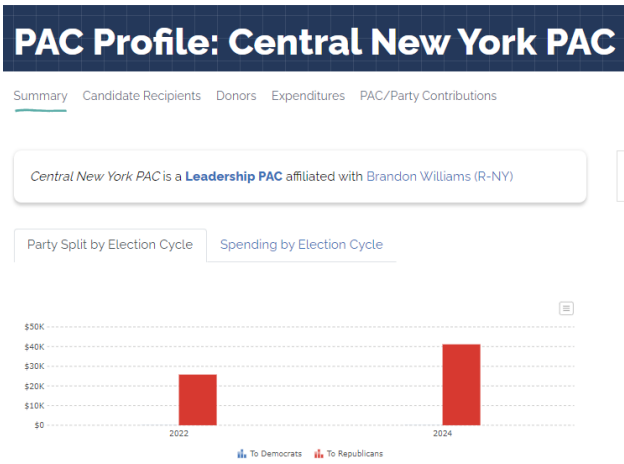 PAC Profile: Central New York PAC
Summary Candidate Recipients Donors Expenditures PAC/Party Contributions
Central New York PAC is a Leadership PAC affiliated with Brandon Williams (R-NY)
Party Split by Election Cycle Spending by Election Cycle
$50K
$40K
$30K
$20K
$10K
$0
2022 2024
To Democrats To Republicans